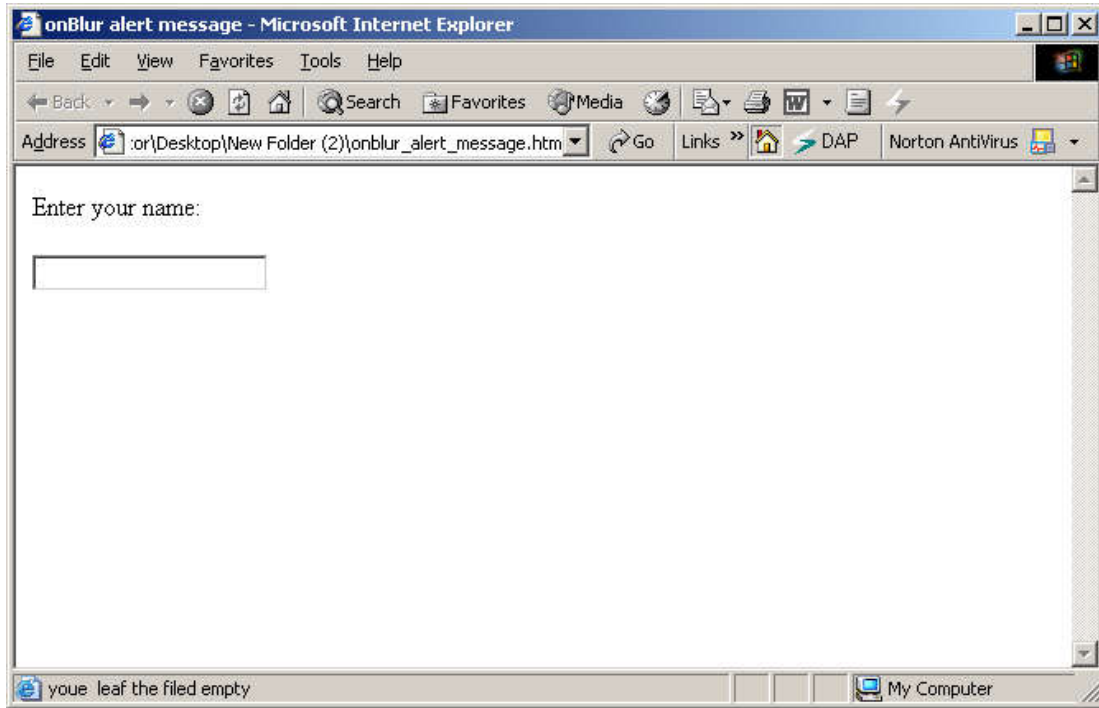 onBlur alert message - Microsoft Internet Explorer
File Edit View Favorites Tools Help
Back Search Favorites Media
Address :or\Desktop\New Folder (2)\onblur_alert_message.htm Go Links » DAP Norton AntiVirus
Enter your name:
youe leaf the filed empty My Computer